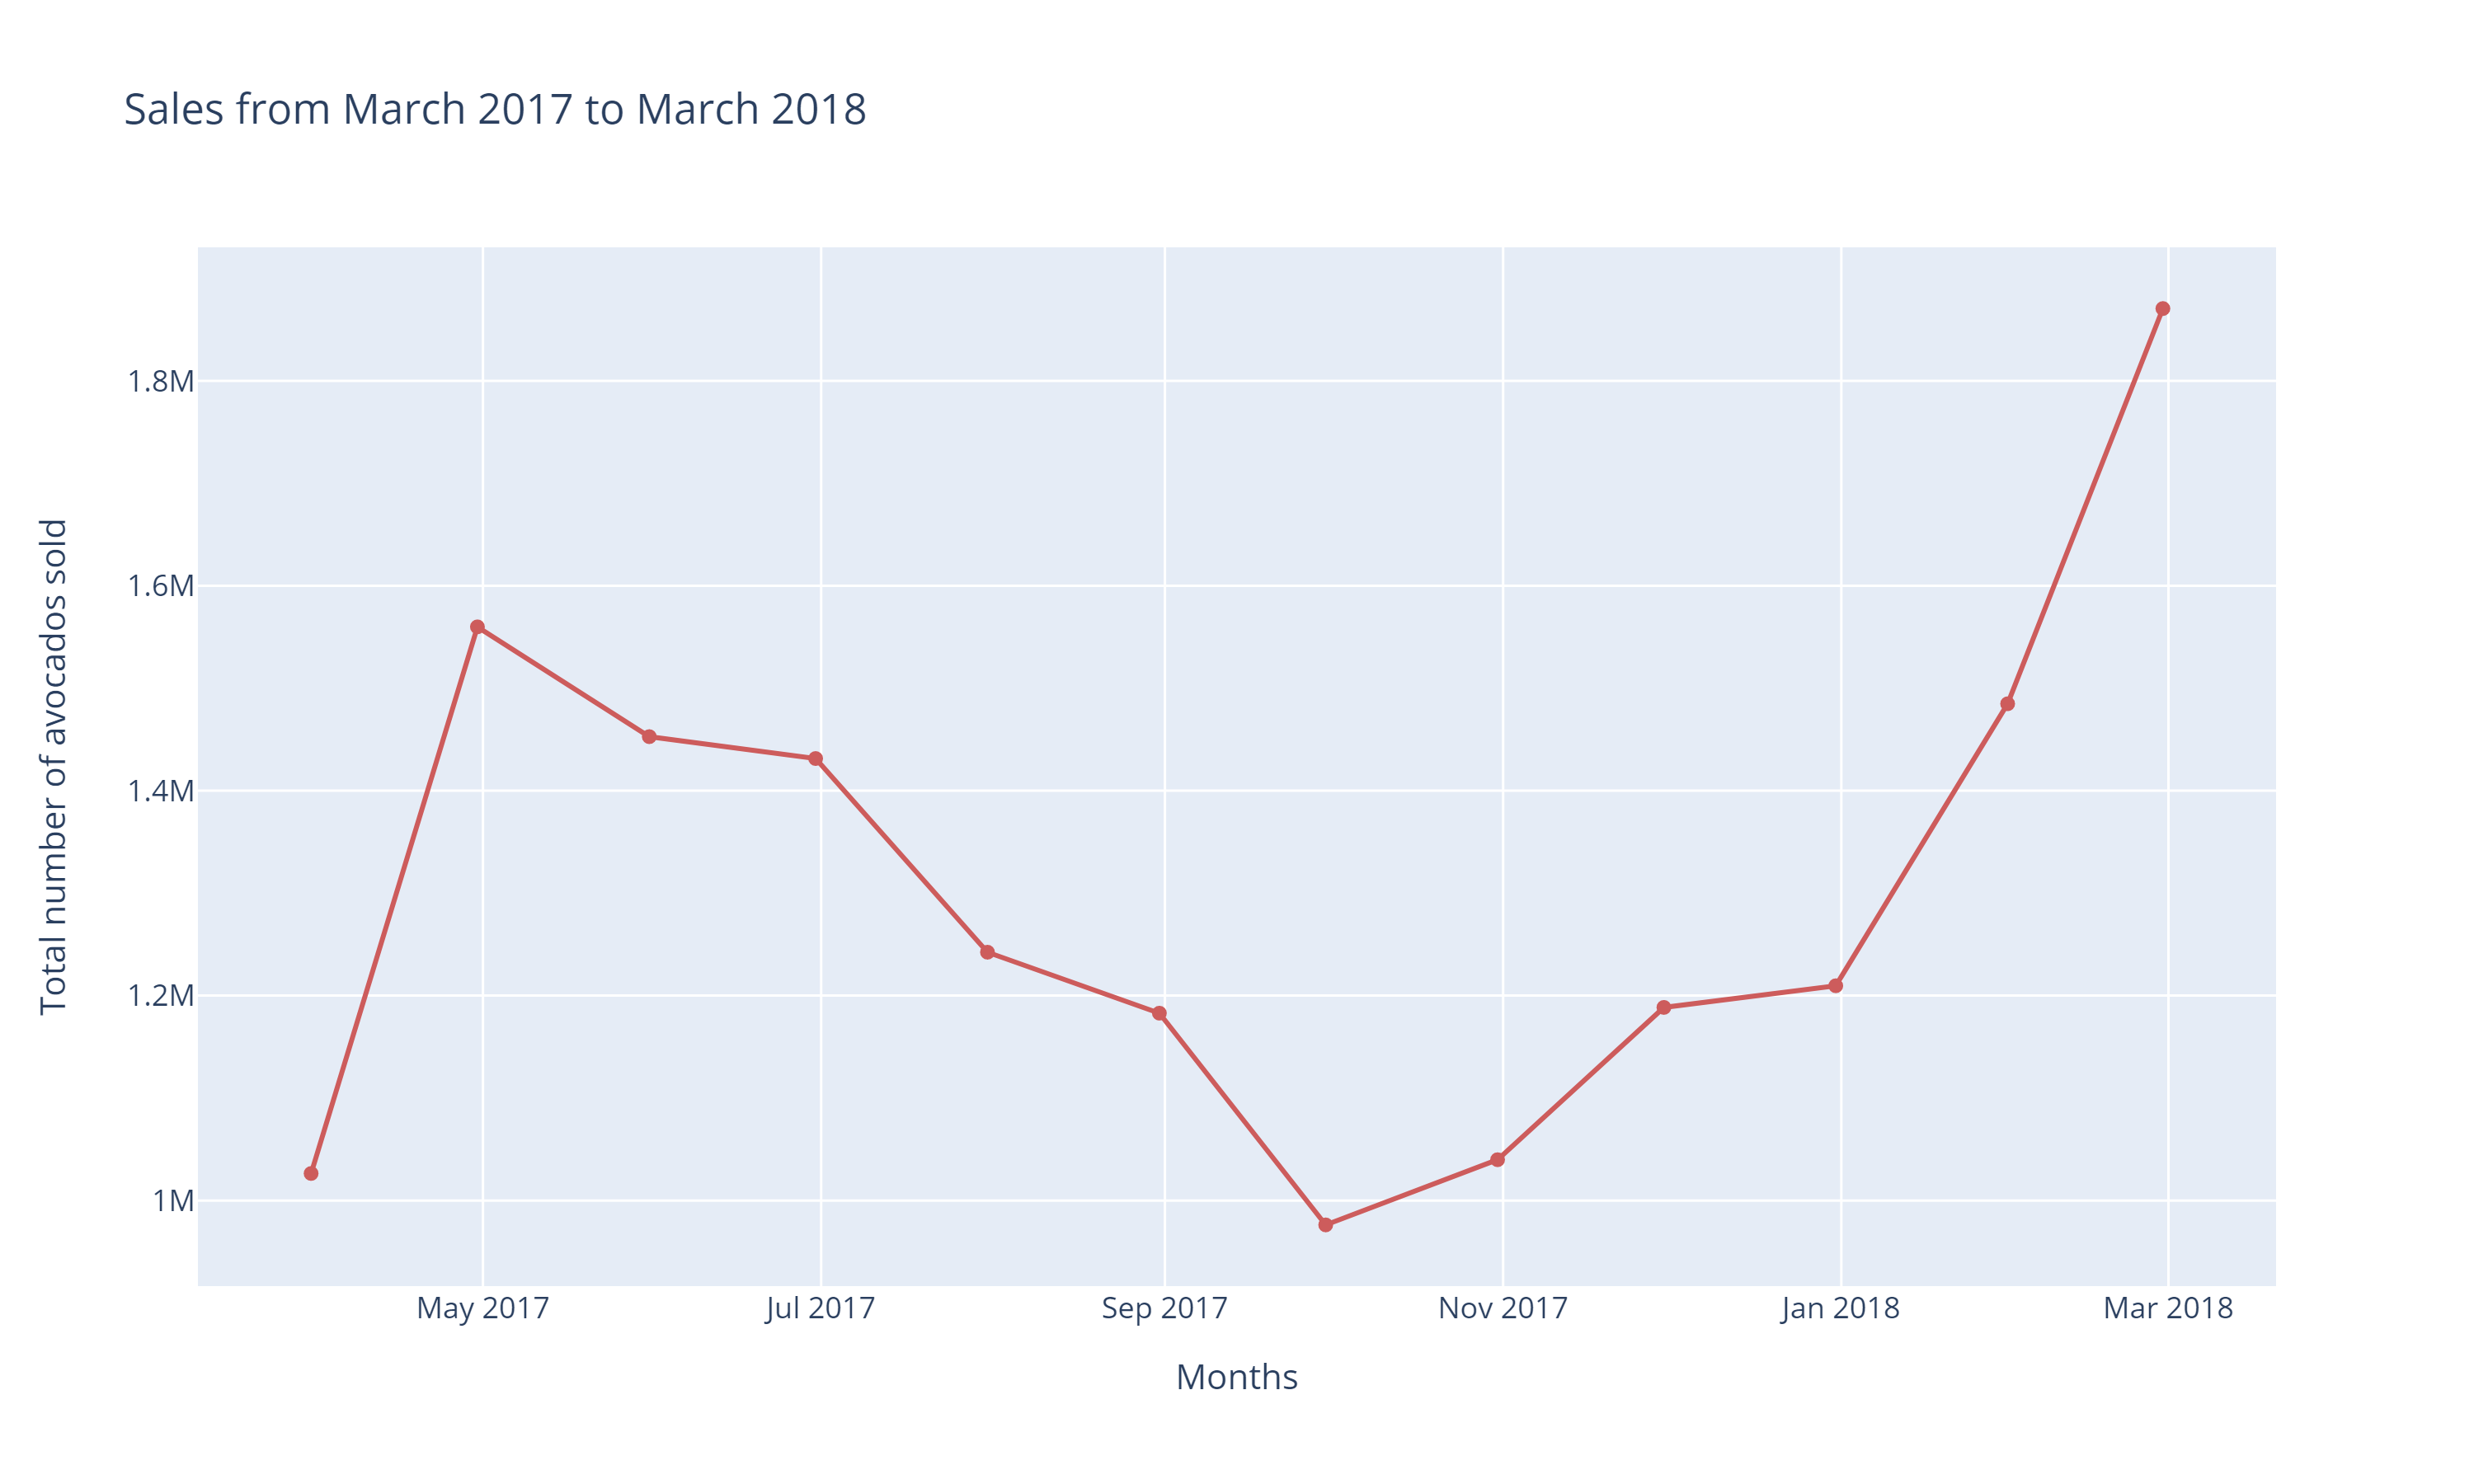 Sales from March 2017 to March 2018
Total number of avocados sold
1.8M
1.6M
1.4M
1.2M
1M
May 2017
Jul 2017
Sep 2017
Nov 2017
Jan 2018
Mar 2018
Months